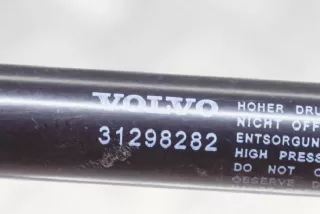 VOLVO
31298282
HOHER DRU
NICHT OFF
ENTSORGUN
HIGH PRESS
DO NOT O
OBSERVE D